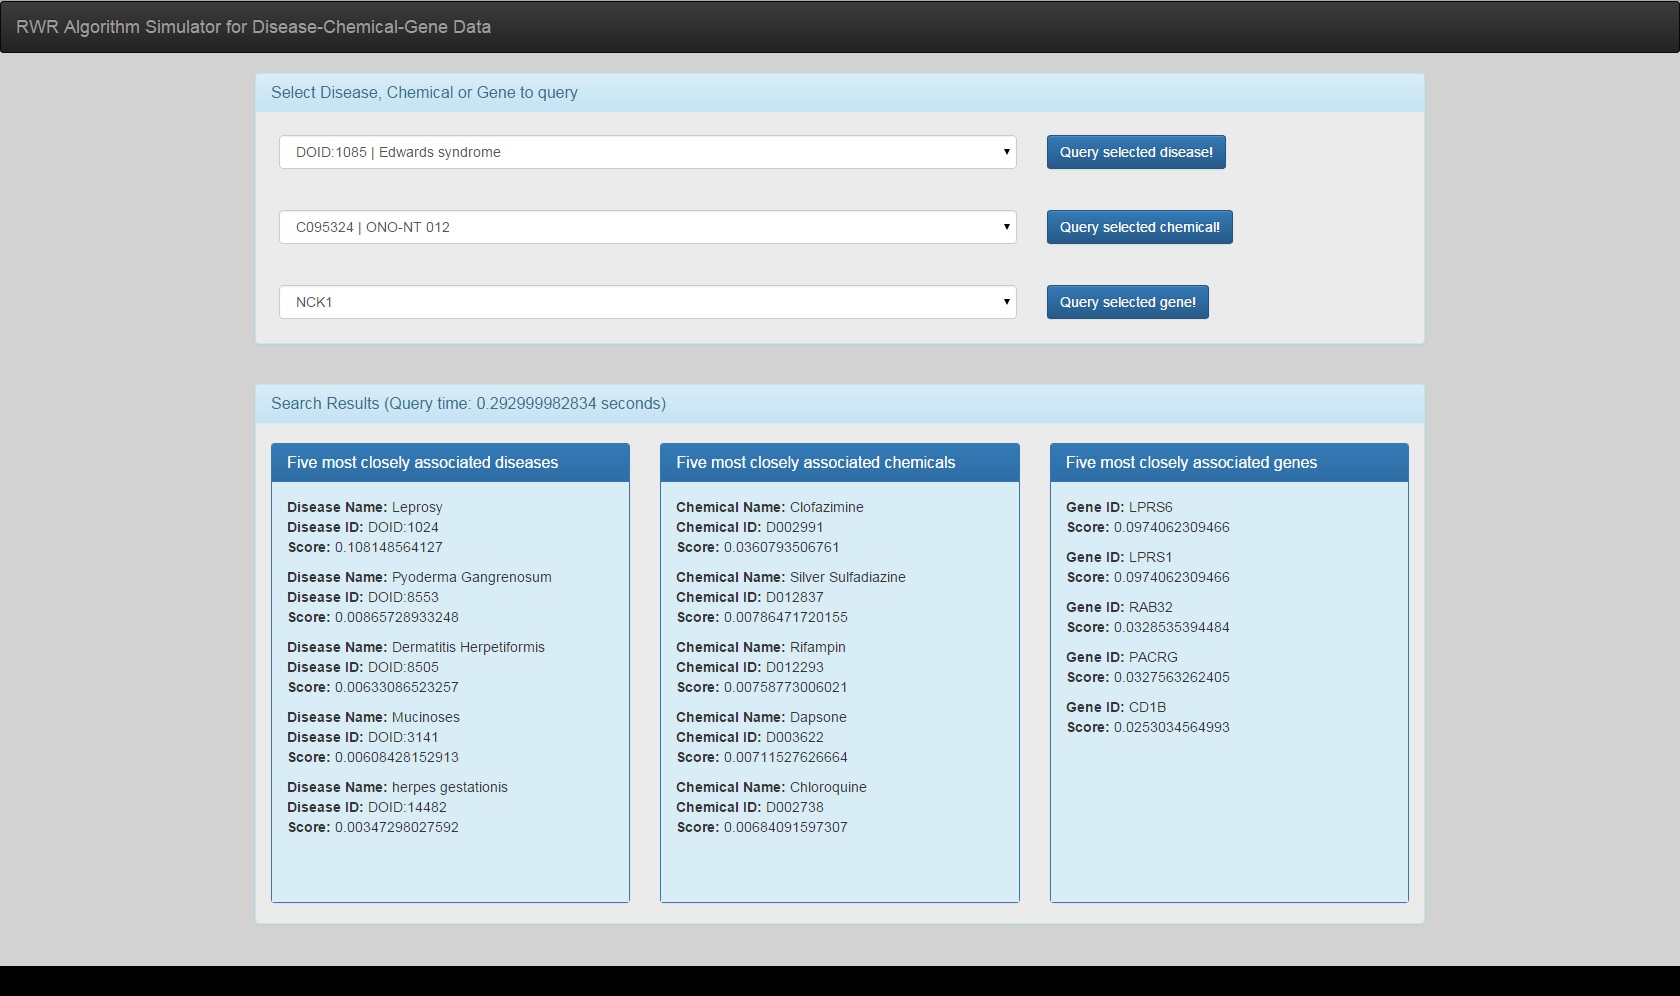 RWR Algorithm Simulator for Disease-Chemical-Gene Data
Select Disease, Chemical or Gene to query
DOID:1085 | Edwards syndrome
Query selected disease!
C095324 | ONO-NT 012
Query selected chemical!
NCK1
Query selected gene!
Search Results (Query time: 0.292999982834 seconds)
Five most closely associated diseases
Disease Name: Leprosy
Disease ID: DOID:1024
Score: 0.108148564127
Disease Name: Pyoderma Gangrenosum
Disease ID: DOID:8553
Score: 0.00865728933248
Disease Name: Dermatitis Herpetiformis
Disease ID: DOID:8505
Score: 0.00633086523257
Disease Name: Mucinoses
Disease ID: DOID:3141
Score: 0.00608428152913
Disease Name: herpes gestationis
Disease ID: DOID:14482
Score: 0.00347298027592
Five most closely associated chemicals
Chemical Name: Clofazimine
Chemical ID: D002991
Score: 0.0360793506761
Chemical Name: Silver Sulfadiazine
Chemical ID: D012837
Score: 0.00786471720155
Chemical Name: Rifampin
Chemical ID: D012293
Score: 0.00758773006021
Chemical Name: Dapsone
Chemical ID: D003622
Score: 0.00711527626664
Chemical Name: Chloroquine
Chemical ID: D002738
Score: 0.00684091597307
Five most closely associated genes
Gene ID: LPRS6
Score: 0.0974062309466
Gene ID: LPRS1
Score: 0.0974062309466
Gene ID: RAB32
Score: 0.0328535394484
Gene ID: PACRG
Score: 0.0327563262405
Gene ID: CD1B
Score: 0.0253034564993